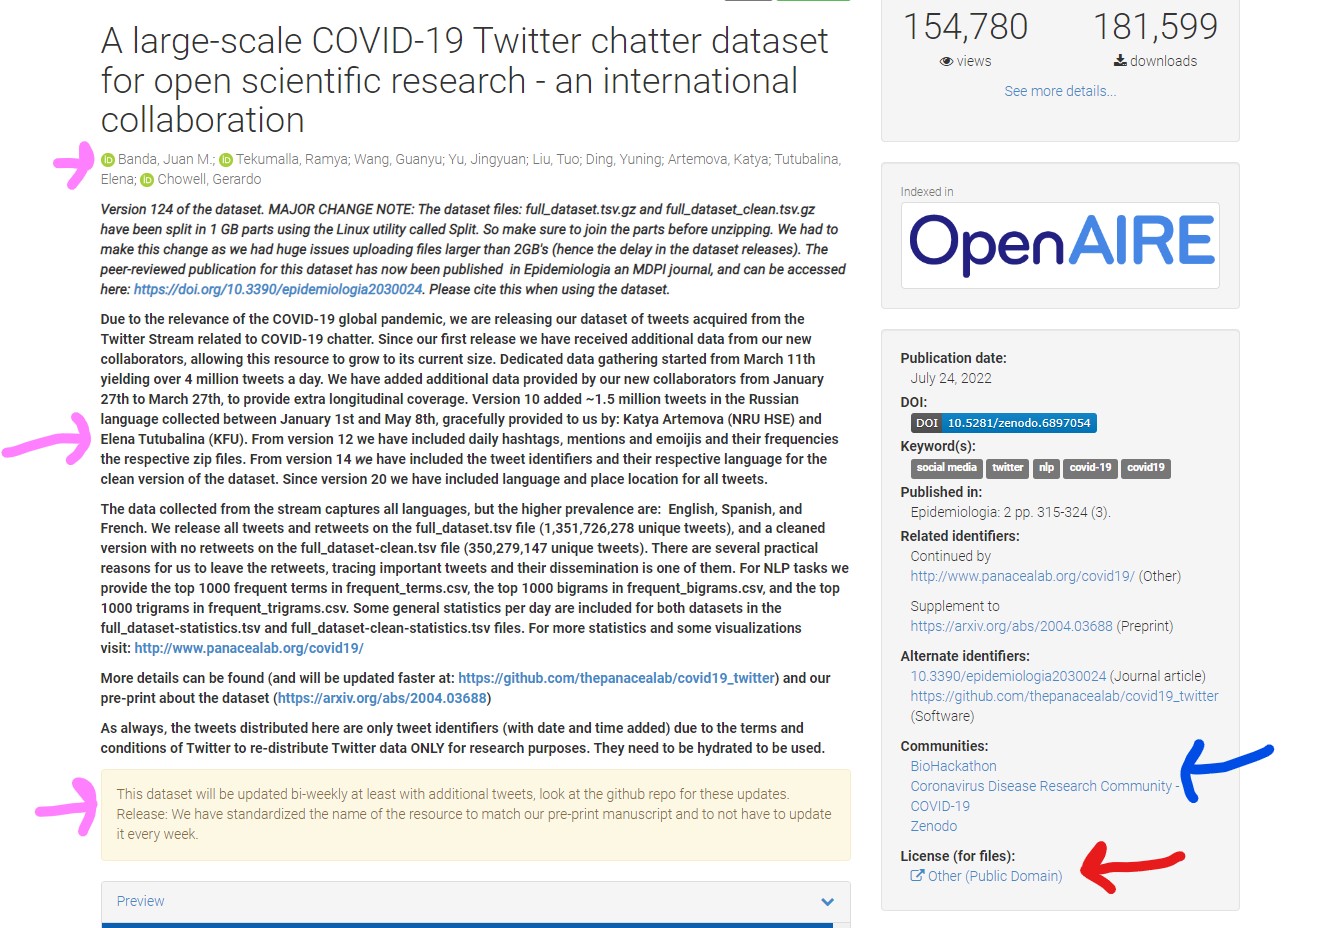 A large-scale COVID-19 Twitter chatter dataset
for open scientific research - an international
collaboration
Banda, Juan M.; Tekumalla, Ramya; Wang, Guanyu; Yu, Jingyuan; Liu, Tuo; Ding, Yuning; Artemova, Katya; Tutubalina,
Elena; Chowell, Gerardo
Version 124 of the dataset. MAJOR CHANGE NOTE: The dataset files: full_dataset.tsv.gz and full_dataset_clean.tsv.gz
have been split in 1 GB parts using the Linux utility called Split. So make sure to join the parts before unzipping. We had to
make this change as we had huge issues uploading files larger than 2GB's (hence the delay in the dataset releases). The
peer-reviewed publication for this dataset has now been published in Epidemiologia an MDPI journal, and can be accessed
here: https://doi.org/10.3390/epidemiologia2030024. Please cite this when using the dataset.
Due to the relevance of the COVID-19 global pandemic, we are releasing our dataset of tweets acquired from the
Twitter Stream related to COVID-19 chatter. Since our first release we have received additional data from our new
collaborators, allowing this resource to grow to its current size. Dedicated data gathering started from March 11th
yielding over 4 million tweets a day. We have added additional data provided by our new collaborators from January
27th to March 27th, to provide extra longitudinal coverage. Version 10 added ~1.5 million tweets in the Russian
language collected between January 1st and May 8th, gracefully provided to us by: Katya Artemova (NRU HSE) and
Elena Tutubalina (KFU). From version 12 we have included daily hashtags, mentions and emoijis and their frequencies
the respective zip files. From version 14 we have included the tweet identifiers and their respective language for the
clean version of the dataset. Since version 20 we have included language and place location for all tweets.
The data collected from the stream captures all languages, but the higher prevalence are: English, Spanish, and
French. We release all tweets and retweets on the full_dataset.tsv file (1,351,726,278 unique tweets), and a cleaned
version with no retweets on the full_dataset-clean.tsv file (350,279,147 unique tweets). There are several practical
reasons for us to leave the retweets, tracing important tweets and their dissemination is one of them. For NLP tasks we
provide the top 1000 frequent terms in frequent_terms.csv, the top 1000 bigrams in frequent_bigrams.csv, and the top
1000 trigrams in frequent_trigrams.csv. Some general statistics per day are included for both datasets in the
full_dataset-statistics.tsv and full_dataset-clean-statistics.tsv files. For more statistics and some visualizations
visit: http://www.panacealab.org/covid19/
More details can be found (and will be updated faster at: https://github.com/thepanacealab/covid19_twitter) and our
pre-print about the dataset (https://arxiv.org/abs/2004.03688)
As always, the tweets distributed here are only tweet identifiers (with date and time added) due to the terms and
conditions of Twitter to re-distribute Twitter data ONLY for research purposes. They need to be hydrated to be used.
This dataset will be updated bi-weekly at least with additional tweets, look at the github repo for these updates.
Release: We have standardized the name of the resource to match our pre-print manuscript and to not have to update
it every week.
Preview
154,780 181,599
views downloads
See more details...
Indexed in
OpenAIRE
Publication date:
July 24, 2022
DOI:
DOI 10.5281/zenodo.6897054
Keyword(s):
social media twitter nlp covid-19 covid19
Published in:
Epidemiologia: 2 pp. 315-324 (3).
Related identifiers:
Continued by
http://www.panacealab.org/covid19/ (Other)
Supplement to
https://arxiv.org/abs/2004.03688 (Preprint)
Alternate identifiers:
10.3390/epidemiologia2030024 (Journal article)
https://github.com/thepanacealab/covid19_twitter
(Software)
Communities:
BioHackathon
Coronavirus Disease Research Community -
COVID-19
Zenodo
License (for files):
Other (Public Domain)